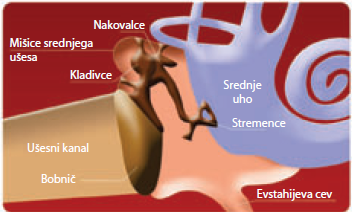 Nakovalce
Mišice srednjega
ušesa
Kladivce
Srednje
uho
Stremence
Ušesni kanal
Bobnič
Evstahijeva cev